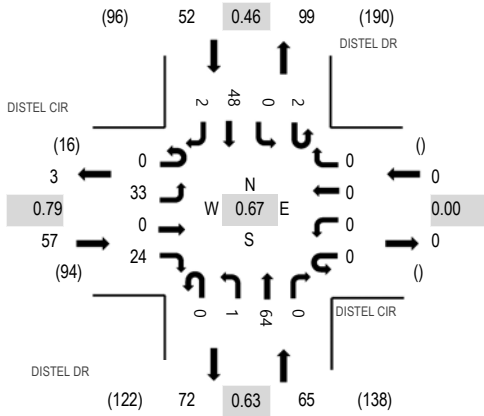 (96) 52 0.46 99 (190)
DISTEL DR
2 48 0 2
DISTEL CIR
(16) 0 0 ()
3 33 N 0 0
0.79 W 0.67 E 0.00
0 0
57 S 0
24 0
(94) ()
0 1 64 0
DISTEL CIR
DISTEL DR
(122) 72 0.63 65 (138)